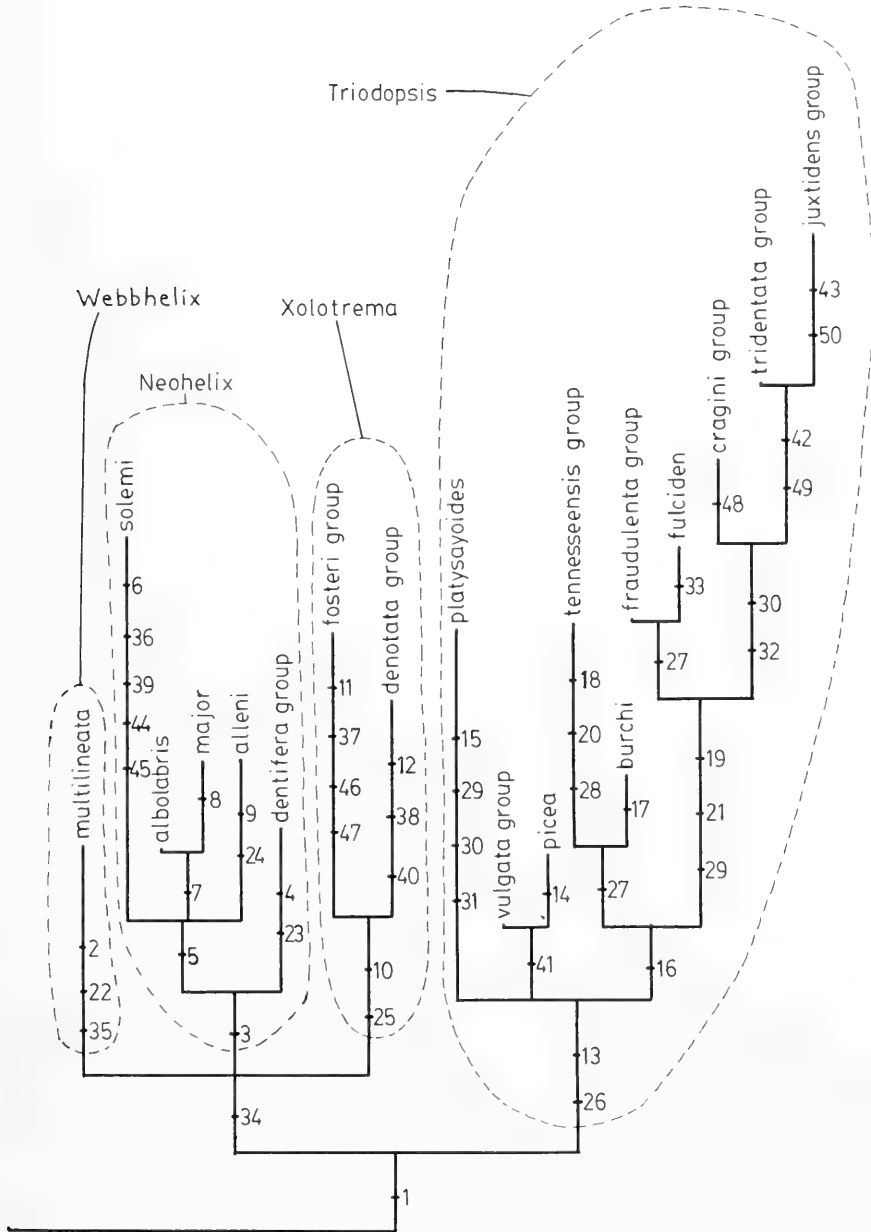 Triodopsis
Webbhelix
Xolotrema
Neohelix
multilineata
solemi
albolabris
major
alleni
dentifera group
fosteri group
denotata group
platysayoides
vulgata group
picea
tennesseensis group
burchi
fraudulenta group
fulciden
cragini group
tridentata group
juxtidens group
2
22
35
6
36
39
44
45
8
7
9
24
5
4
23
3
11
37
46
47
12
38
40
10
25
34
15
29
30
31
14
41
18
20
28
17
27
16
33
27
19
21
29
48
30
32
43
50
42
49
13
26
1